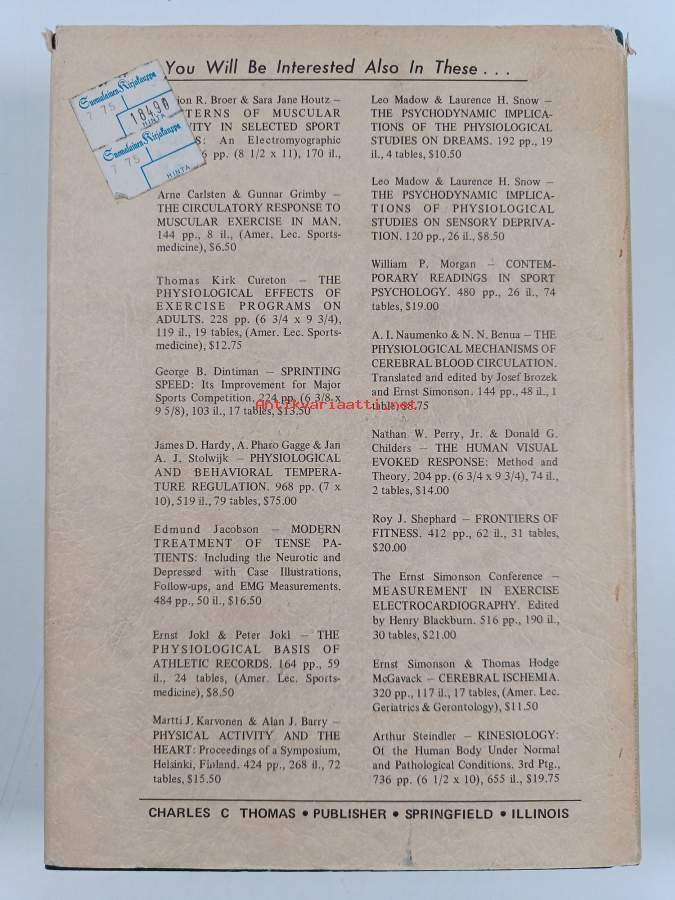 You Will Be Interested Also In These . . .
Suomalainen Kirjakauppa
7 75
18490
HINTA
Suomalainen Kirjakauppa
7 75
HINTA
ion R. Broer & Sara Jane Houtz —
TERNS OF MUSCULAR
ITY IN SELECTED SPORT
S: An Electromyographic
6 pp. (8 1/2 x 11), 170 il.,
Arne Carlsten & Gunnar Grimby —
THE CIRCULATORY RESPONSE TO
MUSCULAR EXERCISE IN MAN.
144 pp., 8 il., (Amer. Lec. Sports-
medicine), $6.50
Thomas Kirk Cureton — THE
PHYSIOLOGICAL EFFECTS OF
EXERCISE PROGRAMS ON
ADULTS. 228 pp. (6 3/4 x 9 3/4),
119 il., 19 tables, (Amer. Lec. Sports-
medicine), $12.75
George B. Dintiman — SPRINTING
SPEED: Its Improvement for Major
Sports Competition. 224 pp. (6 3/8 x
9 5/8), 103 il., 17 tables, $13.50
James D. Hardy, A. Pharo Gagge & Jan
A. J. Stolwijk — PHYSIOLOGICAL
AND BEHAVIORAL TEMPERA-
TURE REGULATION. 968 pp. (7 x
10), 519 il., 79 tables, $75.00
Edmund Jacobson — MODERN
TREATMENT OF TENSE PA-
TIENTS: Including the Neurotic and
Depressed with Case Illustrations,
Follow-ups, and EMG Measurements.
484 pp., 50 il., $16.50
Ernst Jokl & Peter Jokl — THE
PHYSIOLOGICAL BASIS OF
ATHLETIC RECORDS. 164 pp., 59
il., 24 tables, (Amer. Lec. Sports-
medicine), $8.50
Martti J. Karvonen & Alan J. Barry —
PHYSICAL ACTIVITY AND THE
HEART: Proceedings of a Symposium,
Helsinki, Finland. 424 pp., 268 il., 72
tables, $15.50
Leo Madow & Laurence H. Snow —
THE PSYCHODYNAMIC IMPLICA-
TIONS OF THE PHYSIOLOGICAL
STUDIES ON DREAMS. 192 pp., 19
il., 4 tables, $10.50
Leo Madow & Laurence H. Snow —
THE PSYCHODYNAMIC IMPLICA-
TIONS OF PHYSIOLOGICAL
STUDIES ON SENSORY DEPRIVA-
TION. 120 pp., 26 il., $8.50
William P. Morgan — CONTEM-
PORARY READINGS IN SPORT
PSYCHOLOGY. 480 pp., 26 il., 74
tables, $19.00
A. I. Naumenko & N. N. Benua — THE
PHYSIOLOGICAL MECHANISMS OF
CEREBRAL BLOOD CIRCULATION.
Translated and edited by Josef Brozek
and Ernst Simonson. 144 pp., 48 il., 1
table, $8.75
Nathan W. Perry, Jr. & Donald G.
Childers — THE HUMAN VISUAL
EVOKED RESPONSE: Method and
Theory. 204 pp. (6 3/4 x 9 3/4), 74 il.,
2 tables, $14.00
Roy J. Shephard — FRONTIERS OF
FITNESS. 412 pp., 62 il., 31 tables,
$20.00
The Ernst Simonson Conference —
MEASUREMENT IN EXERCISE
ELECTROCARDIOGRAPHY. Edited
by Henry Blackburn. 516 pp., 190 il.,
30 tables, $21.00
Ernst Simonson & Thomas Hodge
McGavack — CEREBRAL ISCHEMIA.
320 pp., 117 il., 17 tables, (Amer. Lec.
Geriatrics & Gerontology), $11.50
Arthur Steindler — KINESIOLOGY:
Of the Human Body Under Normal
and Pathological Conditions. 3rd Ptg.,
736 pp. (6 1/2 x 10), 655 il., $19.75
Antikvariaatti.net
CHARLES C THOMAS • PUBLISHER • SPRINGFIELD • ILLINOIS